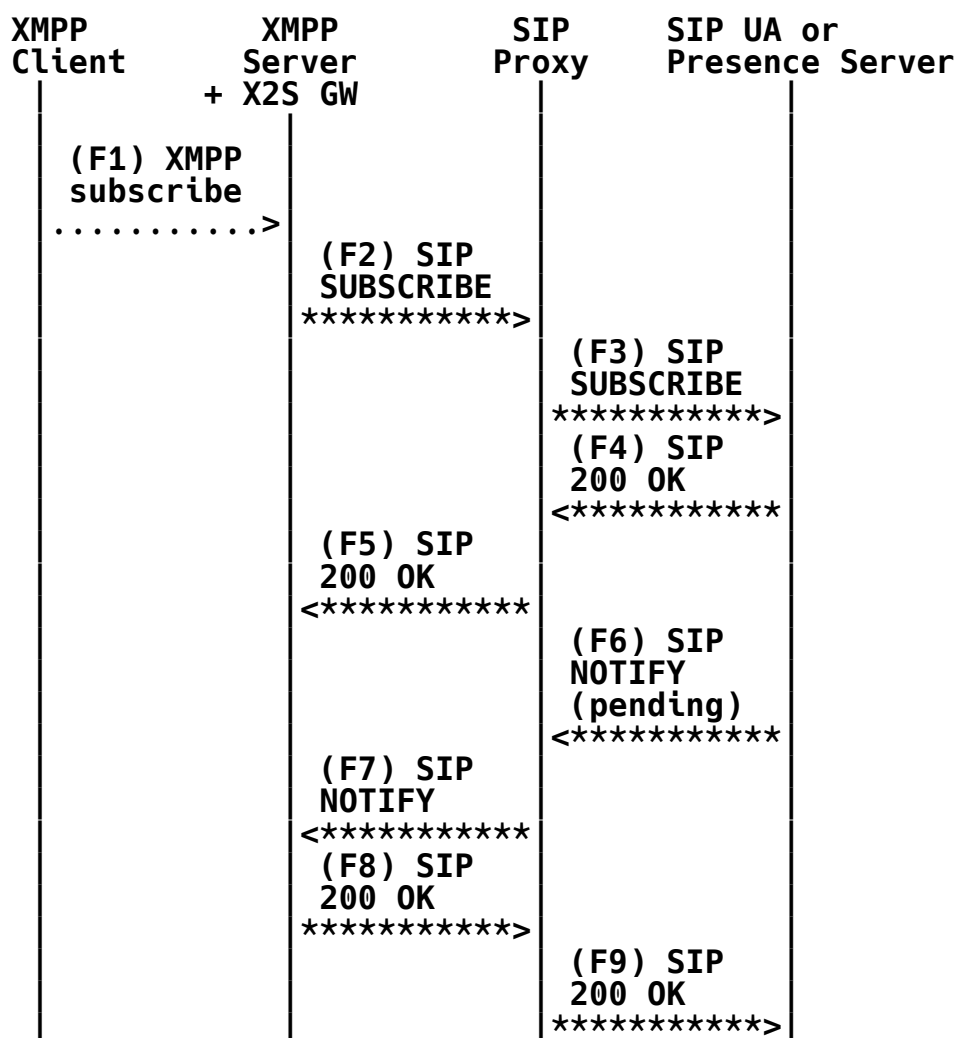 XMPP XMPP SIP SIP UA or
Client Server Proxy Presence Server
+ X2S GW
(F1) XMPP
subscribe
...........>
(F2) SIP
SUBSCRIBE
***********>
(F3) SIP
SUBSCRIBE
***********>
(F4) SIP
200 OK
<***********
(F5) SIP
200 OK
<***********
(F6) SIP
NOTIFY
(pending)
<***********
(F7) SIP
NOTIFY
<***********
(F8) SIP
200 OK
***********>
(F9) SIP
200 OK
***********>